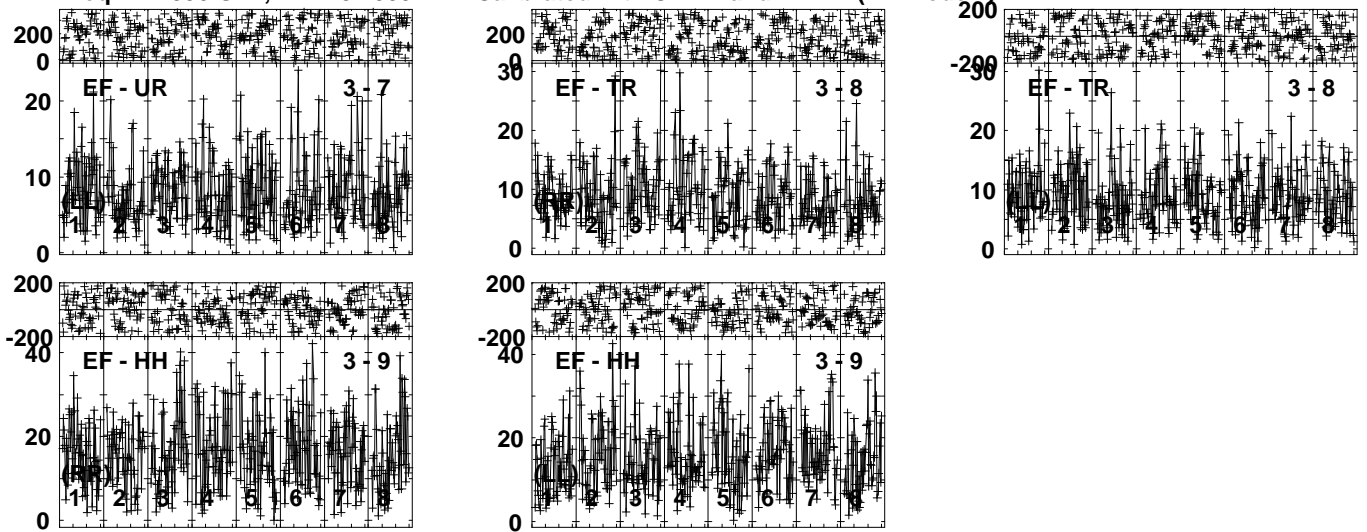 200 200 200
0 0 -200
30 30
EF - UR 3 - 7 EF - TR 3 - 8 EF - TR 3 - 8
20 20 20
10 10 10
(LL) (RR) (LL)
1 2 3 4 5 6 7 8 1 2 3 4 5 6 7 8 1 2 3 4 5 6 7 8
0 0 0
200 200
-200 -200
40 EF - HH 3 - 9 40 EF - HH 3 - 9
20 20
(RR) (LL)
1 2 3 4 5 6 7 8 1 2 3 4 5 6 7 8
0 0